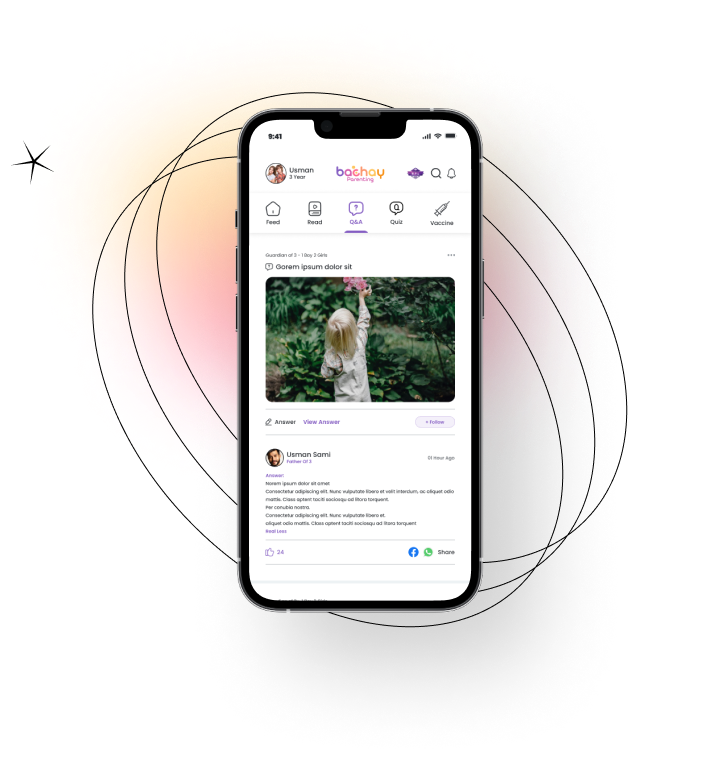 9:41
Usman
3 Year
bachay
Parenting
Feed
Read
Q&A
Quiz
Vaccine
Guardian of 3 - 1 Boy 3 Girls
Gorem ipsum dolor sit
Answer
View Answer
+ Follow
Usman Sami
Father Of 3
10 Hour Ago
Answer:
Norem ipsum dolor sit amet
Consectetur adipiscing elit. Nunc vulputate libero et velit interdum, ac aliquet odio
mattis. Class aptent taciti sociosqu ad litora torquent.
Per conubia nostra.
Consectetur adipiscing elit. Nunc vulputate libero et.
aliquet odio mattis. Class aptent taciti sociosqu ad litora torquent
Read Less
24
Share